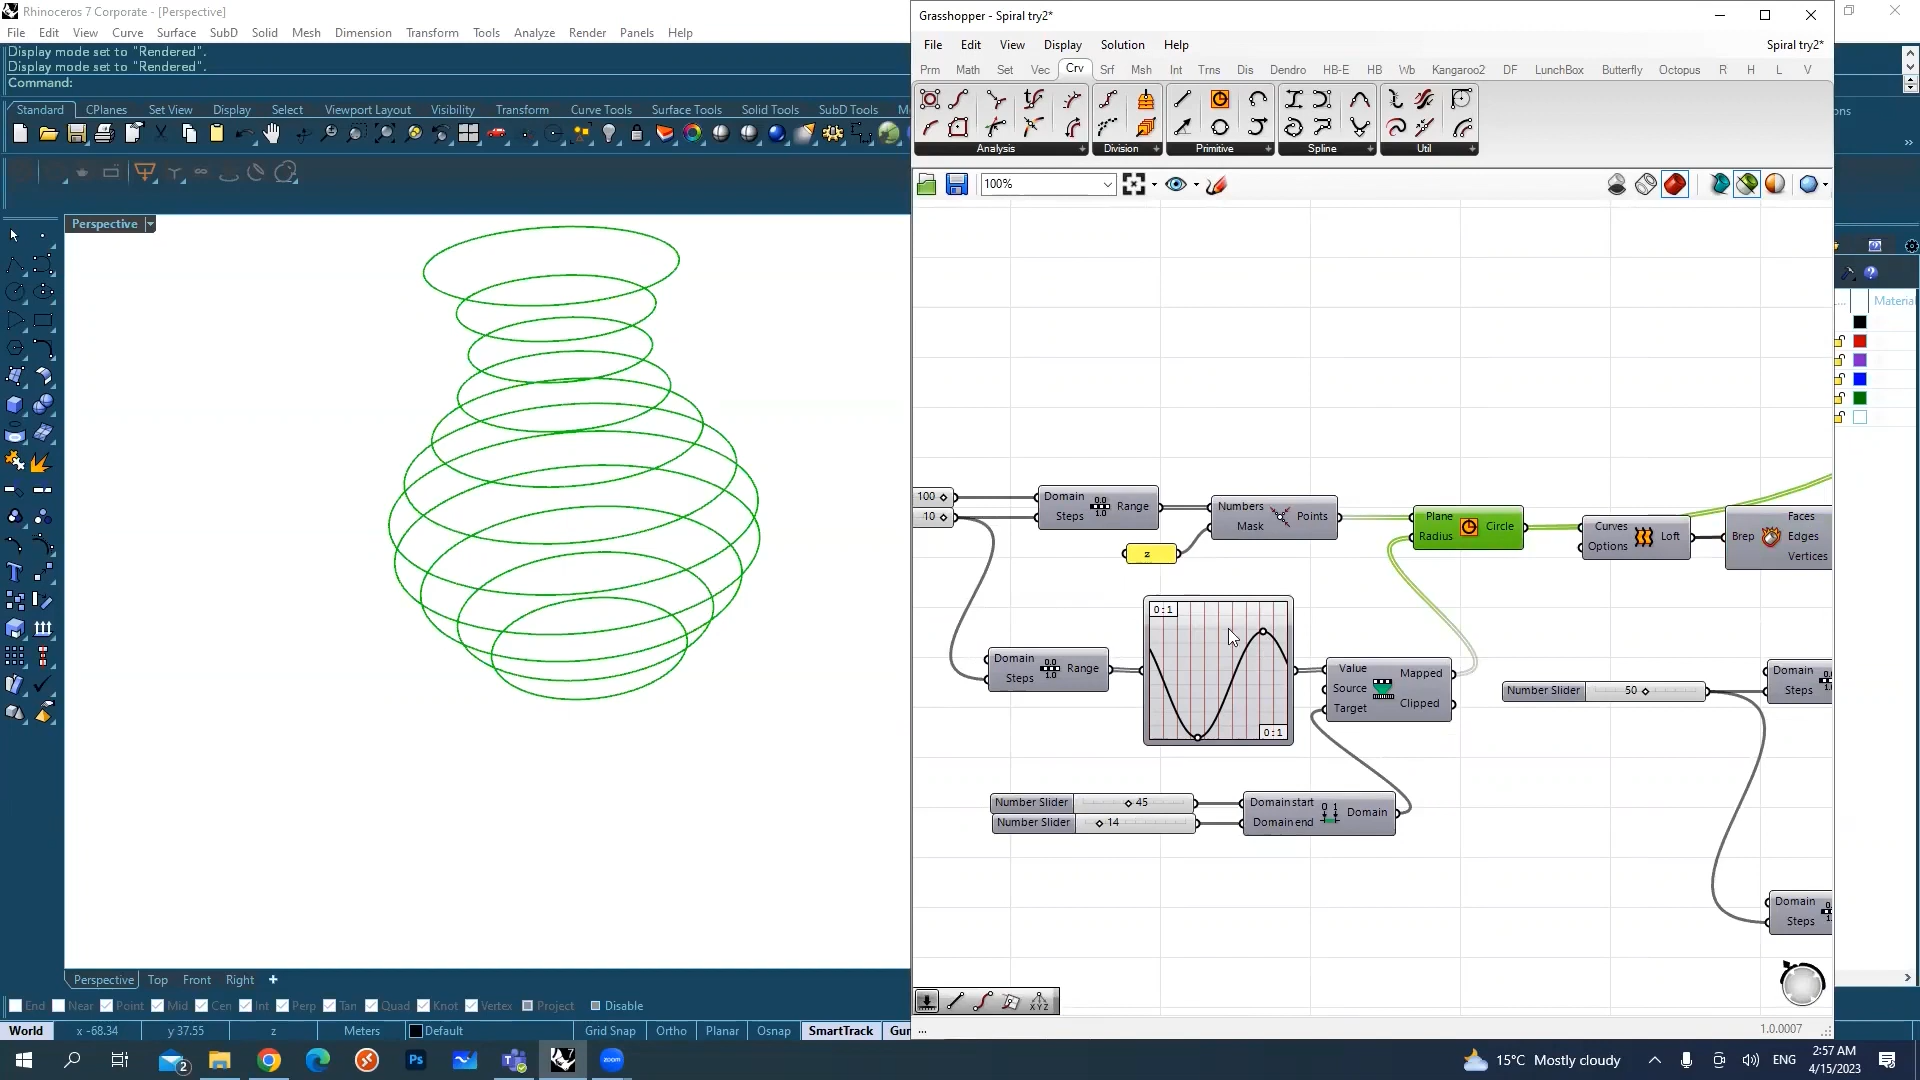 Rhinoceros 7 Corporate - [Perspective]
File Edit View Curve Surface SubD Solid Mesh Dimension Transform Tools Analyze Render Panels Help
Display mode set to "Rendered".
Display mode set to "Rendered".
Command:
Standard CPlanes Set View Display Select Viewport Layout Visibility Transform Curve Tools Surface Tools Solid Tools SubD Tools M
Perspective
Perspective Top Front Right
End Near Point Mid Cen Int Perp Tan Quad Knot Vertex Project Disable
World x -68.34 y 37.55 z Meters Default Grid Snap Ortho Planar Osnap SmartTrack Gur
Grasshopper - Spiral try2*
File Edit View Display Solution Help Spiral try2*
Prm Math Set Vec Crv Srf Msh Int Trns Dis Dendro HB-E HB Wb Kangaroo2 DF LunchBox Butterfly Octopus R H L V
Analysis Division Primitive Spline Util
100%
100
10
Domain
Steps
Range
z
Numbers
Mask
Points
Plane
Radius
Circle
Curves
Options
Loft
Brep
Faces
Edges
Vertices
Domain
Steps
Range
0:1
0:1
Value
Source
Target
Mapped
Clipped
Number Slider 50
Domain
Steps
Number Slider 45
Number Slider 14
Domain start
Domain end
Domain
Domain
Steps
...
1.0.0007
ons
Material
15°C Mostly cloudy
ENG
2:57 AM
4/15/2023